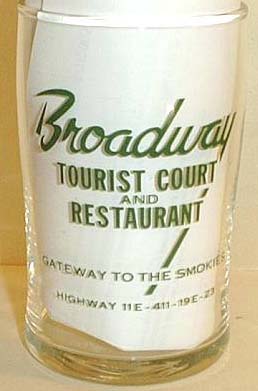 Broadway
TOURIST COURT
AND
RESTAURANT
GATEWAY TO THE SMOKIES
HIGHWAY 11E-411-19E-23